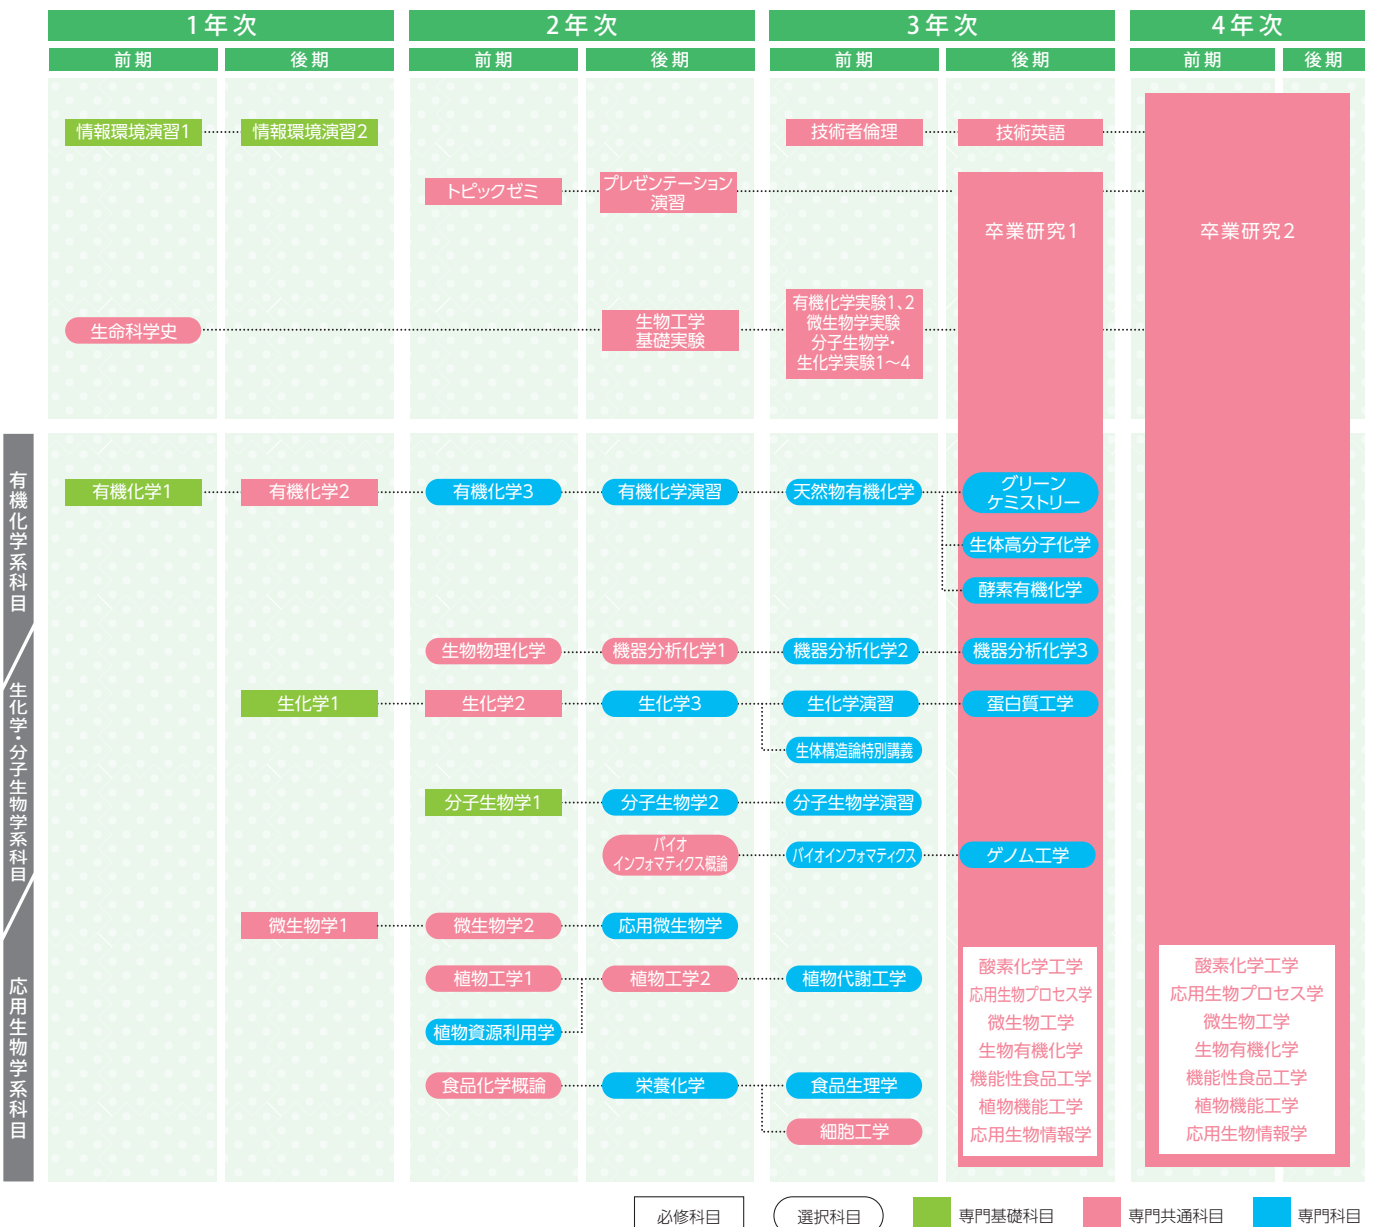 1年次
2年次
3年次
4年次
前期
後期
前期
後期
前期
後期
前期
後期
情報環境演習1
情報環境演習2
技術者倫理
技術英語
トピックゼミ
プレゼンテーション
演習
卒業研究1
卒業研究2
生命科学史
生物工学
基礎実験
有機化学実験1、2
微生物学実験
分子生物学・
生化学実験1〜4
有機化学系科目
有機化学1
有機化学2
有機化学3
有機化学演習
天然物有機化学
グリーン
ケミストリー
生体高分子化学
酵素有機化学
生化学・分子生物学系科目
生物物理化学
機器分析化学1
機器分析化学2
機器分析化学3
生化学1
生化学2
生化学3
生化学演習
蛋白質工学
生体構造論特別講義
分子生物学1
分子生物学2
分子生物学演習
バイオ
インフォマティクス概論
バイオインフォマティクス
ゲノム工学
応用生物学系科目
微生物学1
微生物学2
応用微生物学
植物工学1
植物工学2
植物代謝工学
植物資源利用学
食品化学概論
栄養化学
食品生理学
細胞工学
酸素化学工学
応用生物プロセス学
微生物工学
生物有機化学
機能性食品工学
植物機能工学
応用生物情報学
酸素化学工学
応用生物プロセス学
微生物工学
生物有機化学
機能性食品工学
植物機能工学
応用生物情報学
必修科目
選択科目
専門基礎科目
専門共通科目
専門科目